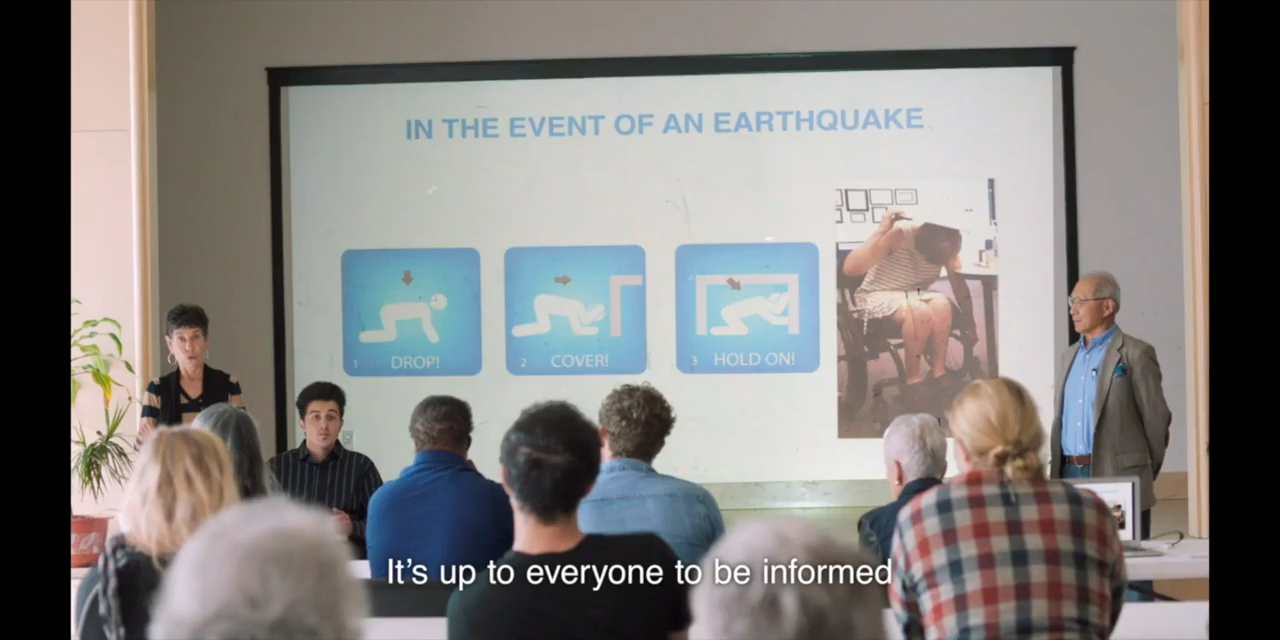 IN THE EVENT OF AN EARTHQUAKE
1 DROP!
2 COVER!
3 HOLD ON!
It's up to everyone to be informed